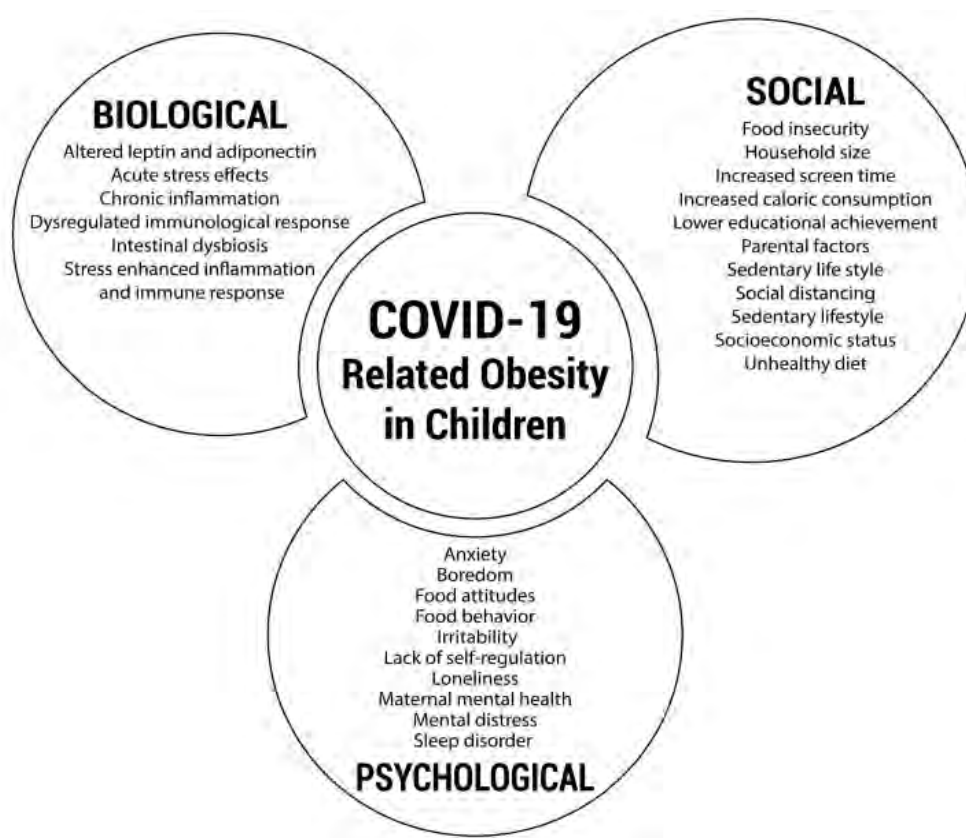 BIOLOGICAL
Altered leptin and adiponectin
Acute stress effects
Chronic inflammation
Dysregulated immunological response
Intestinal dysbiosis
Stress enhanced inflammation
and immune response
SOCIAL
Food insecurity
Household size
Increased screen time
Increased caloric consumption
Lower educational achievement
Parental factors
Sedentary life style
Social distancing
Sedentary lifestyle
Socioeconomic status
Unhealthy diet
COVID-19
Related Obesity
in Children
Anxiety
Boredom
Food attitudes
Food behavior
Irritability
Lack of self-regulation
Loneliness
Maternal mental health
Mental distress
Sleep disorder
PSYCHOLOGICAL